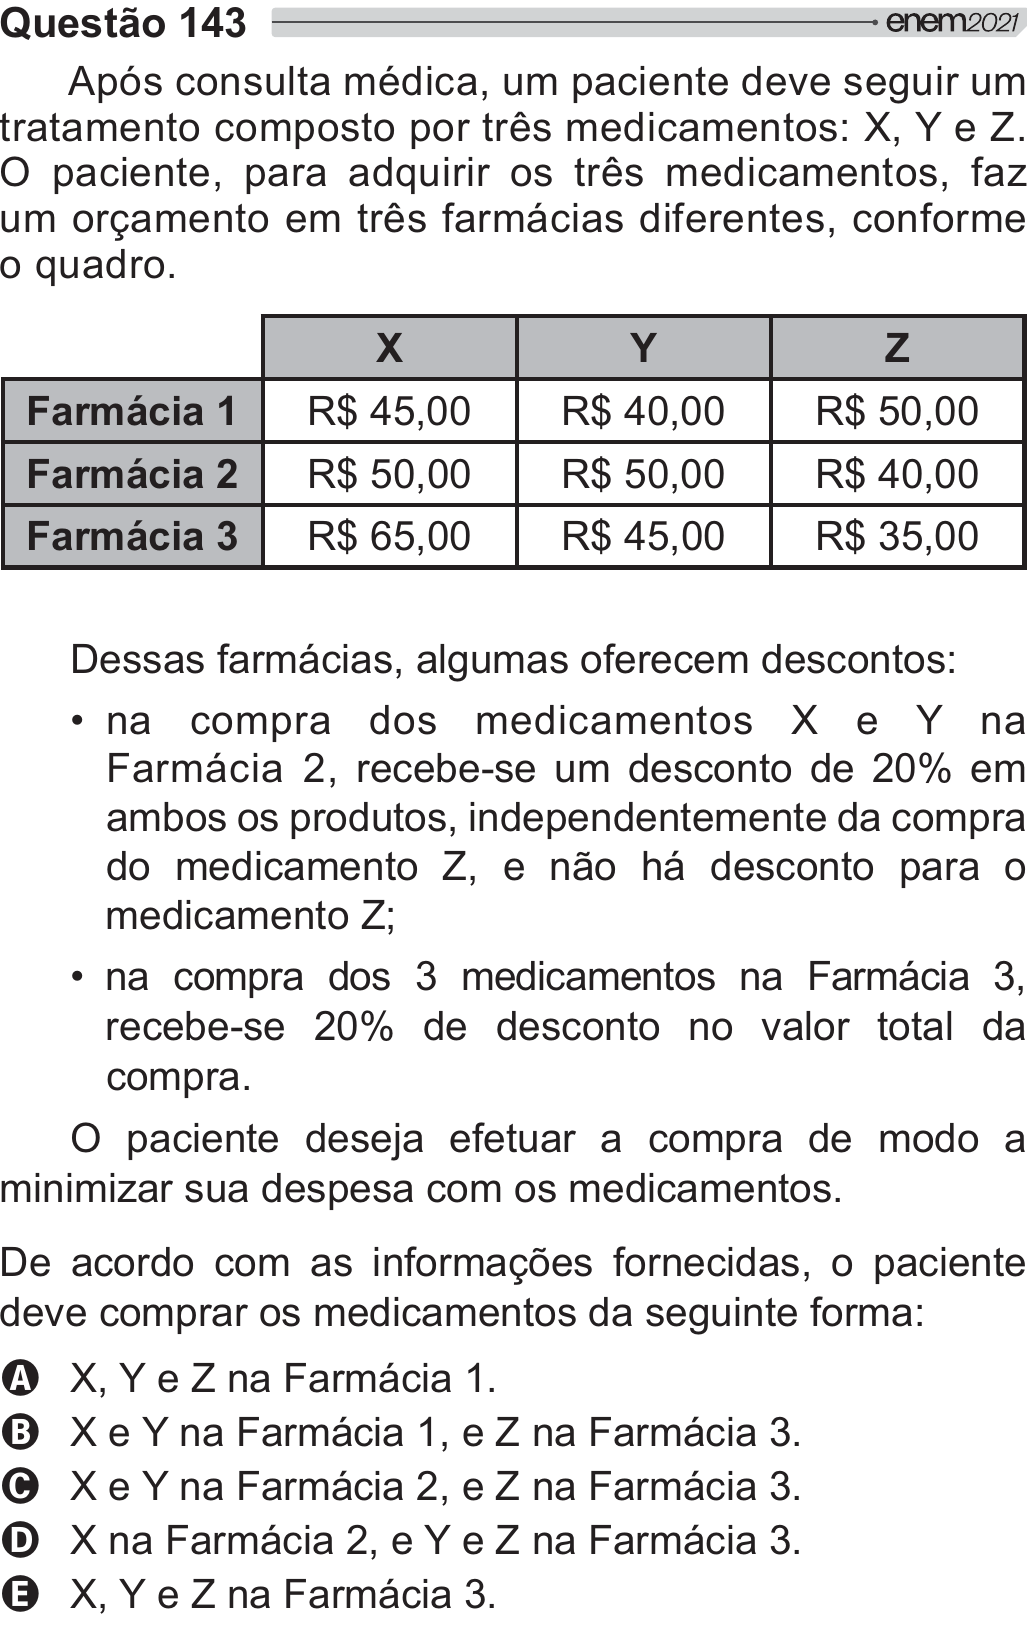 Questão 143 enem2021
Após consulta médica, um paciente deve seguir um
tratamento composto por três medicamentos: X, Y e Z.
O paciente, para adquirir os três medicamentos, faz
um orçamento em três farmácias diferentes, conforme
o quadro.
X Y Z
Farmácia 1 R$ 45,00 R$ 40,00 R$ 50,00
Farmácia 2 R$ 50,00 R$ 50,00 R$ 40,00
Farmácia 3 R$ 65,00 R$ 45,00 R$ 35,00
Dessas farmácias, algumas oferecem descontos:
• na compra dos medicamentos X e Y na
Farmácia 2, recebe-se um desconto de 20% em
ambos os produtos, independentemente da compra
do medicamento Z, e não há desconto para o
medicamento Z;
• na compra dos 3 medicamentos na Farmácia 3,
recebe-se 20% de desconto no valor total da
compra.
O paciente deseja efetuar a compra de modo a
minimizar sua despesa com os medicamentos.
De acordo com as informações fornecidas, o paciente
deve comprar os medicamentos da seguinte forma:
A X, Y e Z na Farmácia 1.
B X e Y na Farmácia 1, e Z na Farmácia 3.
C X e Y na Farmácia 2, e Z na Farmácia 3.
D X na Farmácia 2, e Y e Z na Farmácia 3.
E X, Y e Z na Farmácia 3.